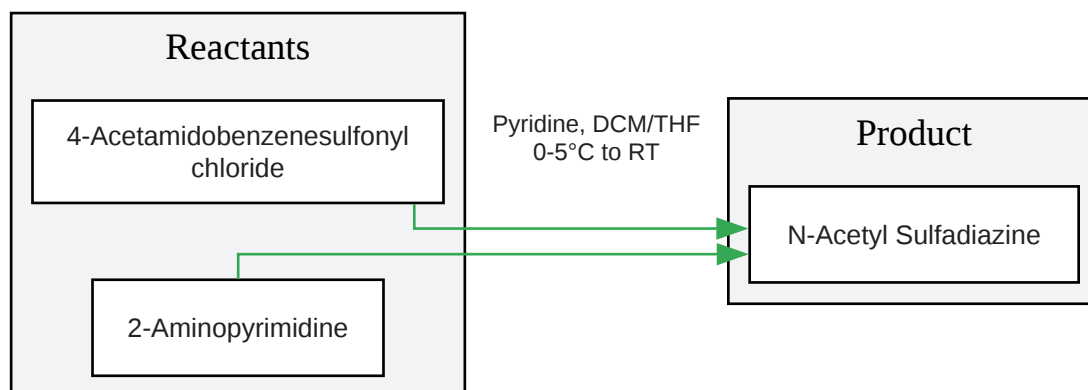 Reactants
4-Acetamidobenzenesulfonyl
chloride
2-Aminopyrimidine
Pyridine, DCM/THF
0-5°C to RT
Product
N-Acetyl Sulfadiazine